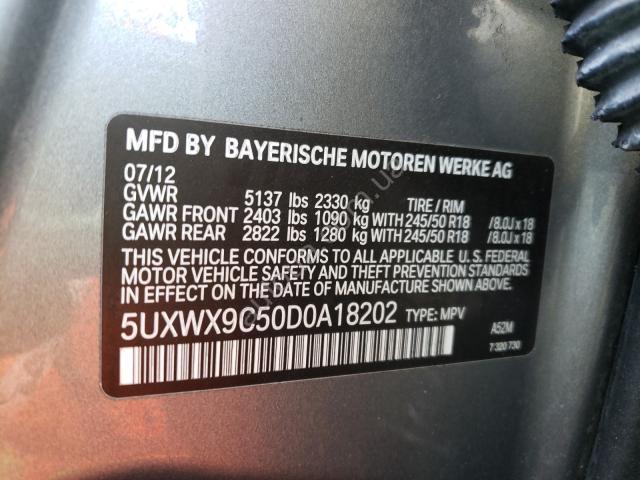 MFD BY BAYERISCHE MOTOREN WERKE AG
07/12
GVWR 5137 lbs 2330 kg TIRE / RIM
GAWR FRONT 2403 lbs 1090 kg WITH 245/50 R18 /8.0J x 18
GAWR REAR 2822 lbs 1280 kg WITH 245/50 R18 /8.0J x 18
THIS VEHICLE CONFORMS TO ALL APPLICABLE U. S. FEDERAL
MOTOR VEHICLE SAFETY AND THEFT PREVENTION STANDARDS
IN EFFECT ON THE DATE OF MANUFACTURE SHOWN ABOVE.
5UXWX9C50D0A18202 TYPE: MPV
A52M
7 320 730